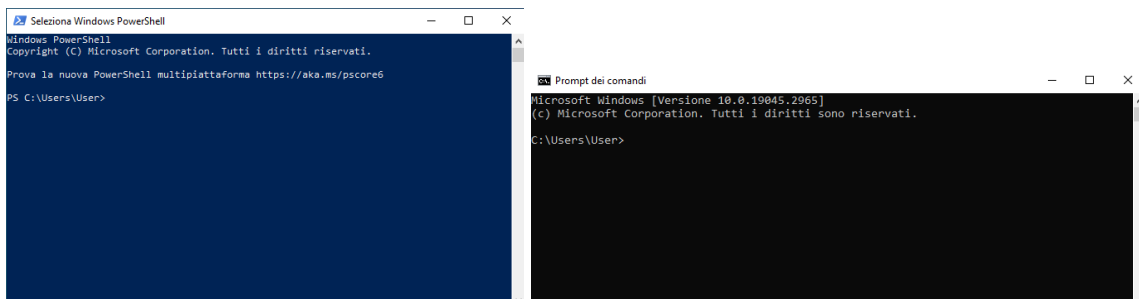 Seleziona Windows PowerShell
Windows PowerShell
Copyright (C) Microsoft Corporation. Tutti i diritti riservati.
Prova la nuova PowerShell multipiattaforma https://aka.ms/pscore6
PS C:\Users\User>
Prompt dei comandi
Microsoft Windows [Versione 10.0.19045.2965]
(c) Microsoft Corporation. Tutti i diritti sono riservati.
C:\Users\User>